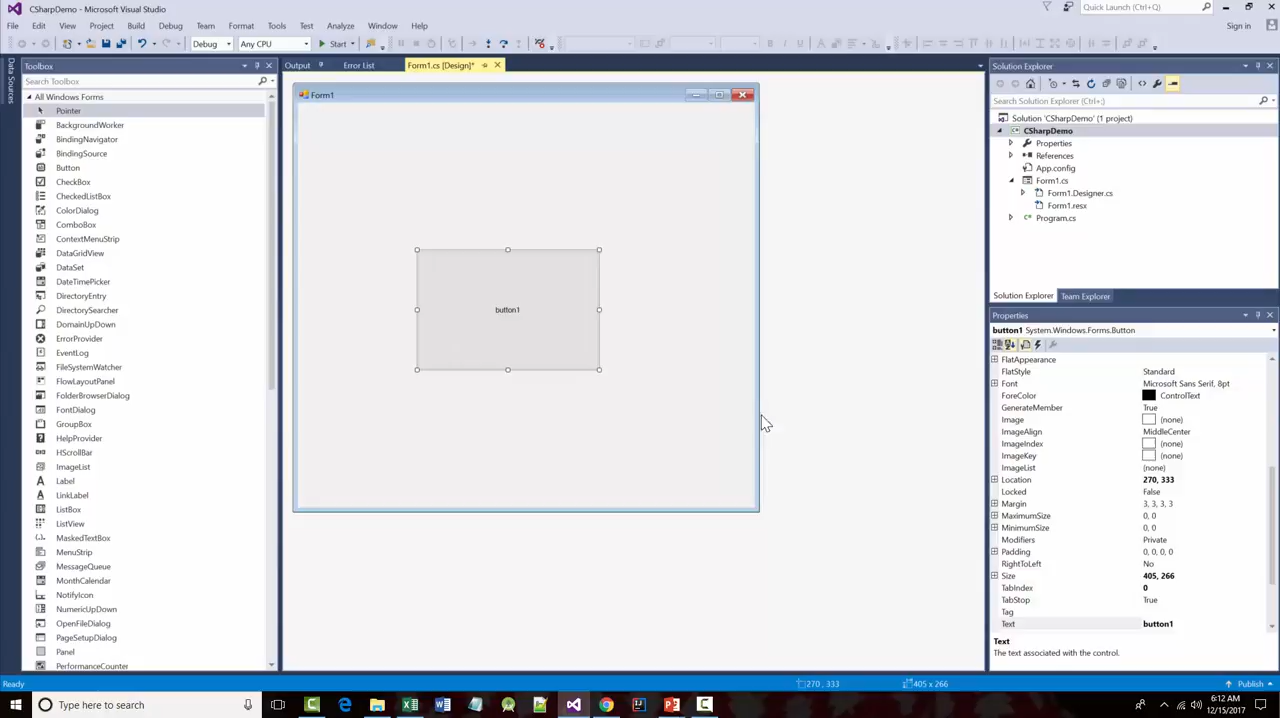 CSharpDemo - Microsoft Visual Studio
Quick Launch (Ctrl+Q)
File Edit View Project Build Debug Team Format Tools Test Analyze Window Help
Sign in
Debug Any CPU Start
Data Sources
Toolbox
Search Toolbox
All Windows Forms
Pointer
BackgroundWorker
BindingNavigator
BindingSource
Button
CheckBox
CheckedListBox
ColorDialog
ComboBox
ContextMenuStrip
DataGridView
DataSet
DateTimePicker
DirectoryEntry
DirectorySearcher
DomainUpDown
ErrorProvider
EventLog
FileSystemWatcher
FlowLayoutPanel
FolderBrowserDialog
FontDialog
GroupBox
HelpProvider
HScrollBar
ImageList
Label
LinkLabel
ListBox
ListView
MaskedTextBox
MenuStrip
MessageQueue
MonthCalendar
NotifyIcon
NumericUpDown
OpenFileDialog
PageSetupDialog
Panel
PerformanceCounter
Output Error List Form1.cs [Design]*
Form1
button1
Solution Explorer
Search Solution Explorer (Ctrl+;)
Solution 'CSharpDemo' (1 project)
CSharpDemo
Properties
References
App.config
Form1.cs
Form1.Designer.cs
Form1.resx
Program.cs
Solution Explorer Team Explorer
Properties
button1 System.Windows.Forms.Button
FlatAppearance
FlatStyle Standard
Font Microsoft Sans Serif, 8pt
ForeColor ControlText
GenerateMember True
Image (none)
ImageAlign MiddleCenter
ImageIndex (none)
ImageKey (none)
ImageList (none)
Location 270, 333
Locked False
Margin 3, 3, 3, 3
MaximumSize 0, 0
MinimumSize 0, 0
Modifiers Private
Padding 0, 0, 0, 0
RightToLeft No
Size 405, 266
TabIndex 0
TabStop True
Tag
Text button1
Text
The text associated with the control.
Ready 270 , 333 405 x 266 Publish
Type here to search
6:12 AM
12/15/2017